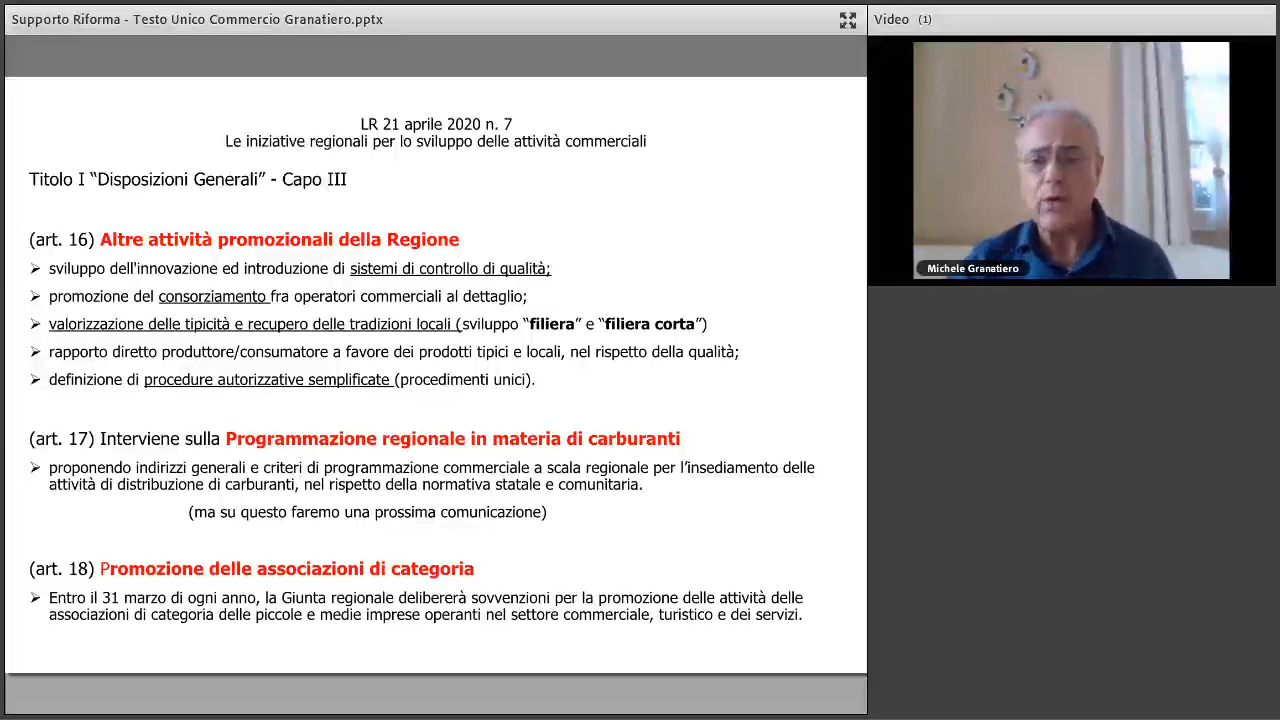 Supporto Riforma - Testo Unico Commercio Granatiero.pptx
Video (1)
LR 21 aprile 2020 n. 7
Le iniziative regionali per lo sviluppo delle attività commerciali
Titolo I “Disposizioni Generali” - Capo III
(art. 16) Altre attività promozionali della Regione
➢ sviluppo dell'innovazione ed introduzione di sistemi di controllo di qualità;
➢ promozione del consorziamento fra operatori commerciali al dettaglio;
➢ valorizzazione delle tipicità e recupero delle tradizioni locali (sviluppo “filiera” e “filiera corta”)
➢ rapporto diretto produttore/consumatore a favore dei prodotti tipici e locali, nel rispetto della qualità;
➢ definizione di procedure autorizzative semplificate (procedimenti unici).
(art. 17) Interviene sulla Programmazione regionale in materia di carburanti
➢ proponendo indirizzi generali e criteri di programmazione commerciale a scala regionale per l’insediamento delle
attività di distribuzione di carburanti, nel rispetto della normativa statale e comunitaria.
(ma su questo faremo una prossima comunicazione)
(art. 18) Promozione delle associazioni di categoria
➢ Entro il 31 marzo di ogni anno, la Giunta regionale delibererà sovvenzioni per la promozione delle attività delle
associazioni di categoria delle piccole e medie imprese operanti nel settore commerciale, turistico e dei servizi.
Michele Granatiero